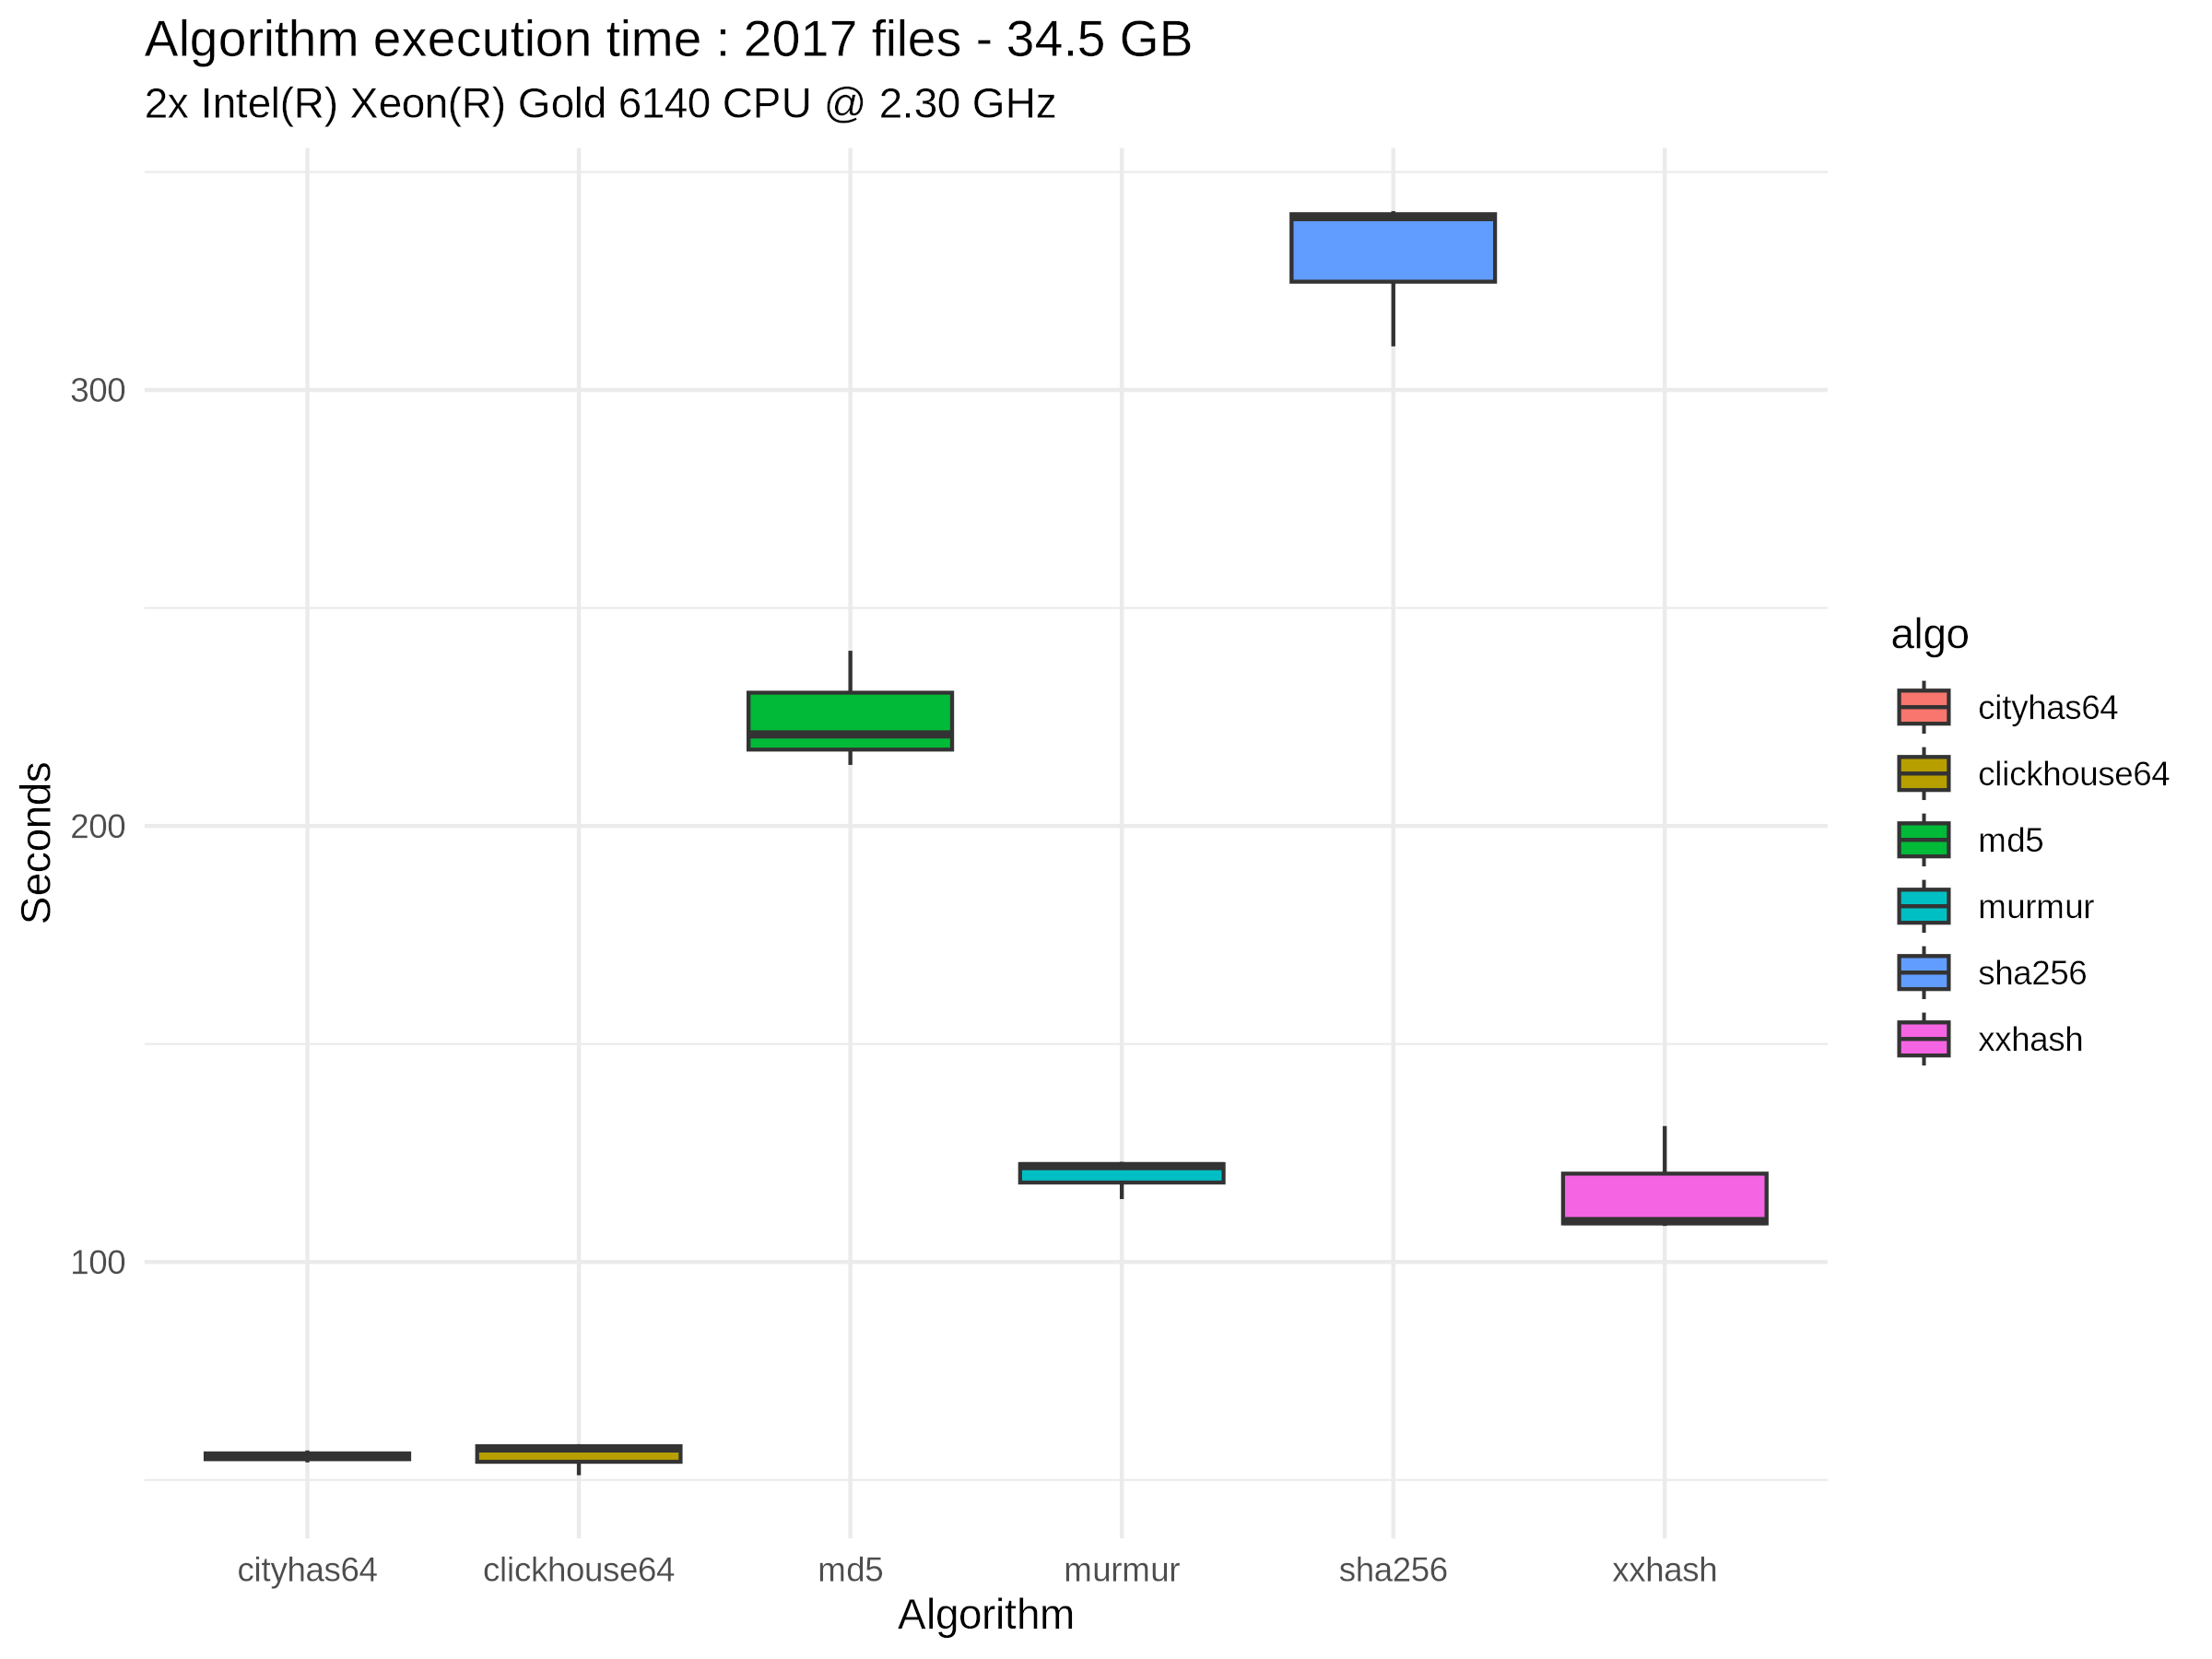 Algorithm execution time : 2017 files - 34.5 GB
2x Intel(R) Xeon(R) Gold 6140 CPU @ 2.30 GHz
Seconds
300
200
100
cityhas64
clickhouse64
md5
murmur
sha256
xxhash
Algorithm
algo
cityhas64
clickhouse64
md5
murmur
sha256
xxhash